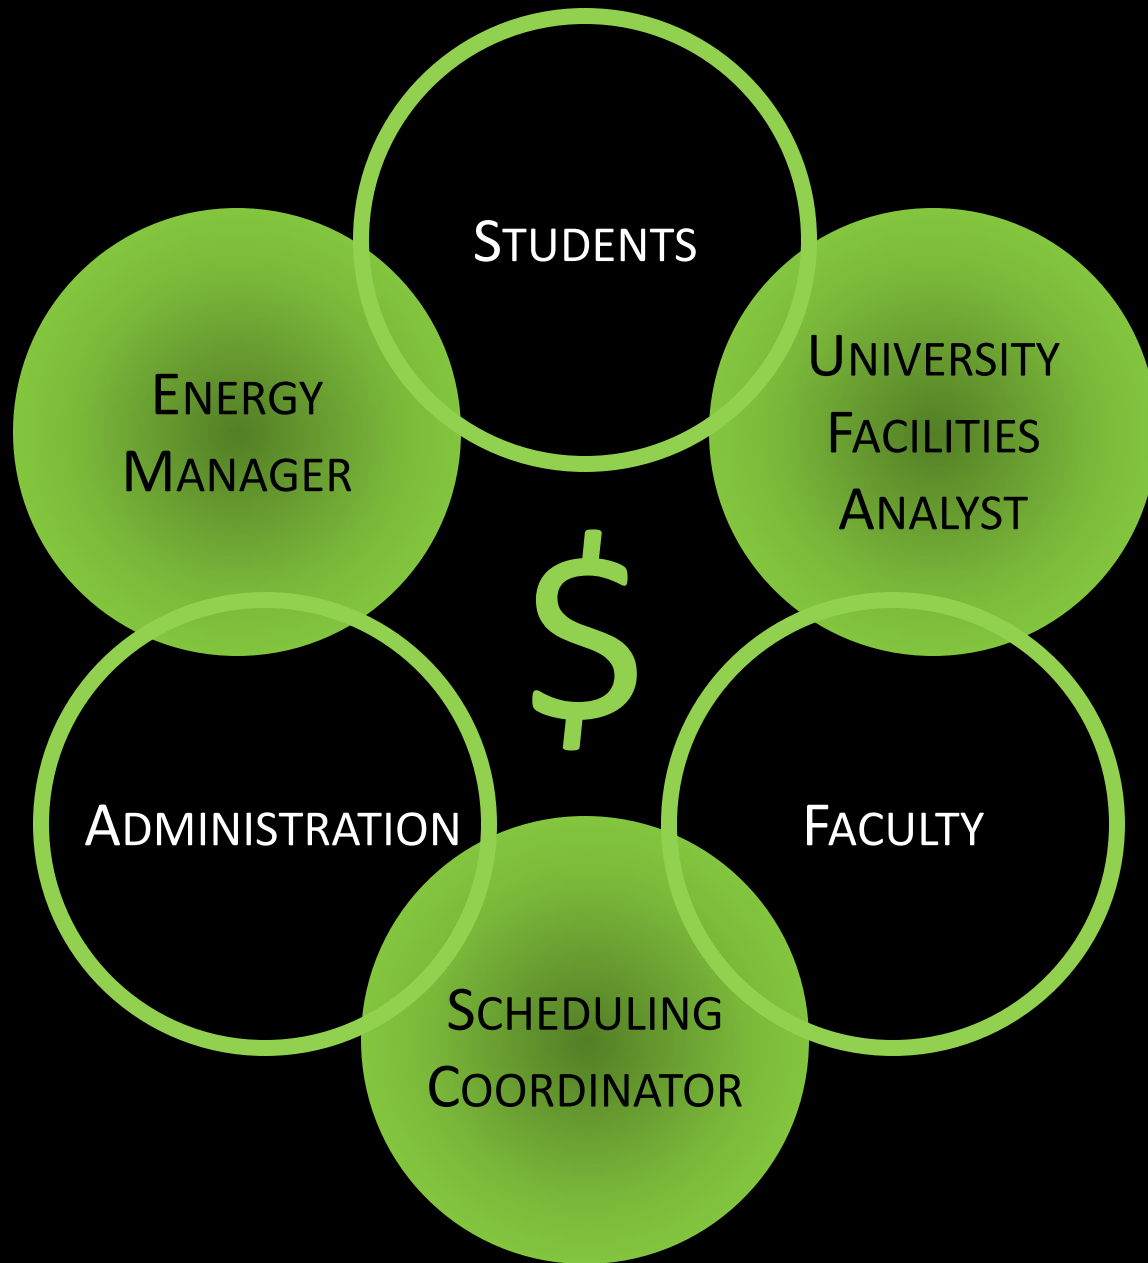 STUDENTS
ENERGY
MANAGER
UNIVERSITY
FACILITIES
ANALYST
$
ADMINISTRATION
FACULTY
SCHEDULING
COORDINATOR